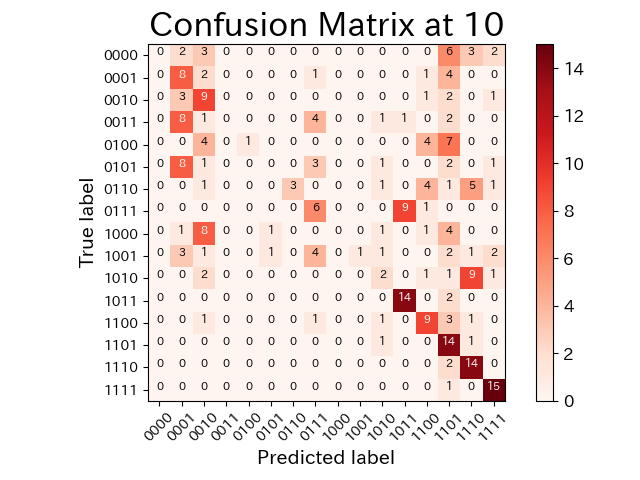 Confusion Matrix at 10
True label
0000 0 2 3 0 0 0 0 0 0 0 0 0 0 6 3 2
0001 0 8 2 0 0 0 0 1 0 0 0 0 1 4 0 0
0010 0 3 9 0 0 0 0 0 0 0 0 0 1 2 0 1
0011 0 8 1 0 0 0 0 4 0 0 1 1 0 2 0 0
0100 0 0 4 0 1 0 0 0 0 0 0 0 4 7 0 0
0101 0 8 1 0 0 0 0 3 0 0 1 0 0 2 0 1
0110 0 0 1 0 0 0 3 0 0 0 1 0 4 1 5 1
0111 0 0 0 0 0 0 0 6 0 0 0 9 1 0 0 0
1000 0 1 8 0 0 1 0 0 0 0 1 0 1 4 0 0
1001 0 3 1 0 0 1 0 4 0 1 1 0 0 2 1 2
1010 0 0 2 0 0 0 0 0 0 0 2 0 1 1 9 1
1011 0 0 0 0 0 0 0 0 0 0 0 14 0 2 0 0
1100 0 0 1 0 0 0 0 1 0 0 1 0 9 3 1 0
1101 0 0 0 0 0 0 0 0 0 0 1 0 0 14 1 0
1110 0 0 0 0 0 0 0 0 0 0 0 0 0 2 14 0
1111 0 0 0 0 0 0 0 0 0 0 0 0 0 1 0 15
0000 0001 0010 0011 0100 0101 0110 0111 1000 1001 1010 1011 1100 1101 1110 1111
Predicted label
14
12
10
8
6
4
2
0